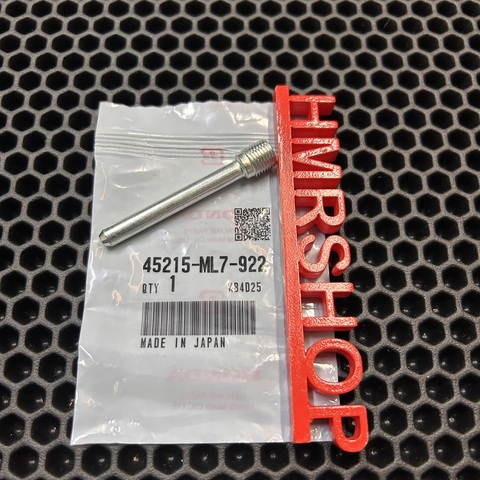 45215-ML7-922
QTY 1 X94D25
MADE IN JAPAN
HMRSHOP